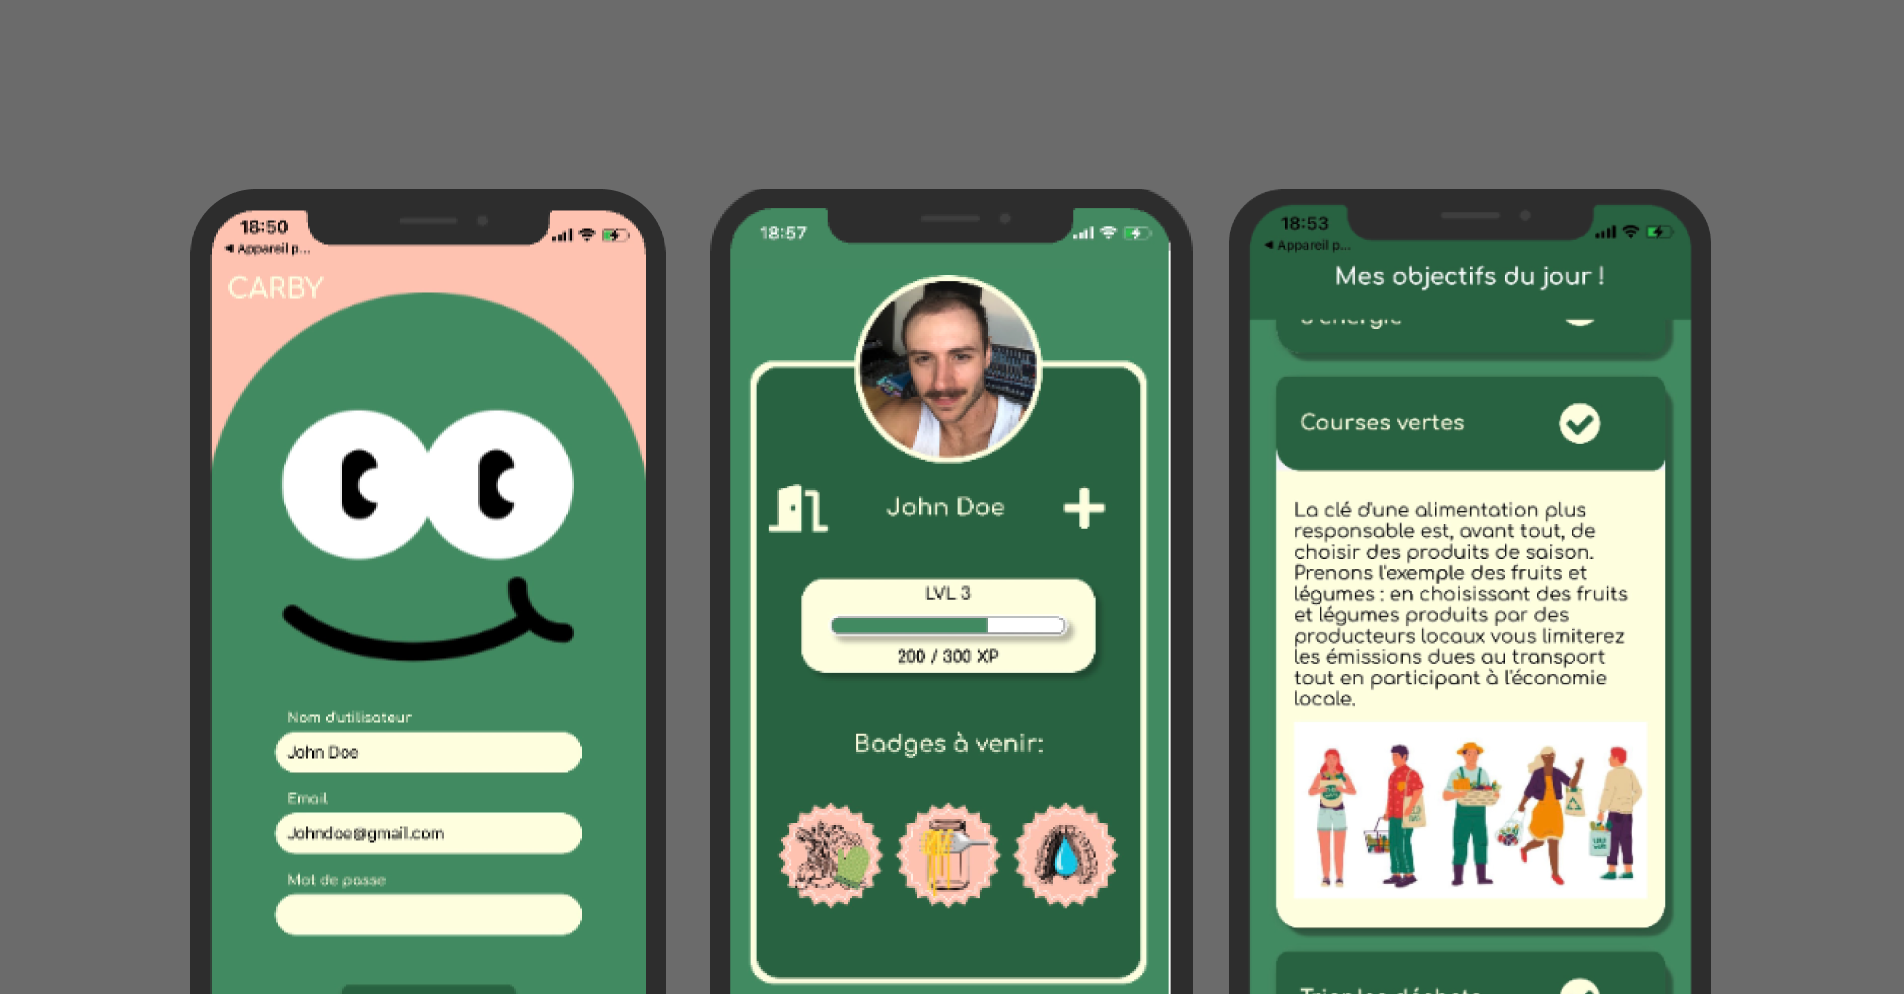 18:50
◀ Appareil p...
CARBY
Nom d'utilisateur
John Doe
Email
Johndoe@gmail.com
Mot de passe
18:57
John Doe
LVL 3
200 / 300 XP
Badges à venir:
18:53
◀ Appareil p...
Mes objectifs du jour !
d'énergie
Courses vertes
La clé d'une alimentation plus
responsable est, avant tout, de
choisir des produits de saison.
Prenons l'exemple des fruits et
légumes : en choisissant des fruits
et légumes produits par des
producteurs locaux vous limiterez
les émissions dues au transport
tout en participant à l'économie
locale.
Trier les déchets